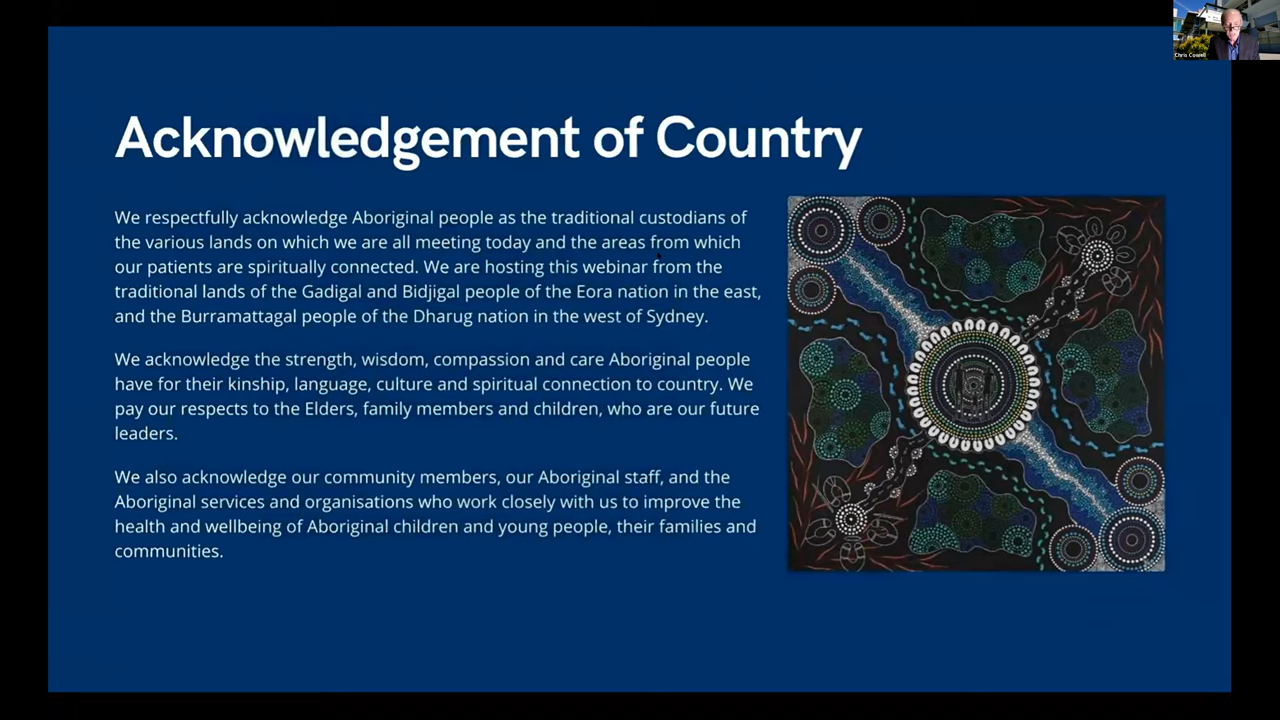 Acknowledgement of Country
We respectfully acknowledge Aboriginal people as the traditional custodians of
the various lands on which we are all meeting today and the areas from which
our patients are spiritually connected. We are hosting this webinar from the
traditional lands of the Gadigal and Bidjigal people of the Eora nation in the east,
and the Burramattagal people of the Dharug nation in the west of Sydney.
We acknowledge the strength, wisdom, compassion and care Aboriginal people
have for their kinship, language, culture and spiritual connection to country. We
pay our respects to the Elders, family members and children, who are our future
leaders.
We also acknowledge our community members, our Aboriginal staff, and the
Aboriginal services and organisations who work closely with us to improve the
health and wellbeing of Aboriginal children and young people, their families and
communities.
Chris